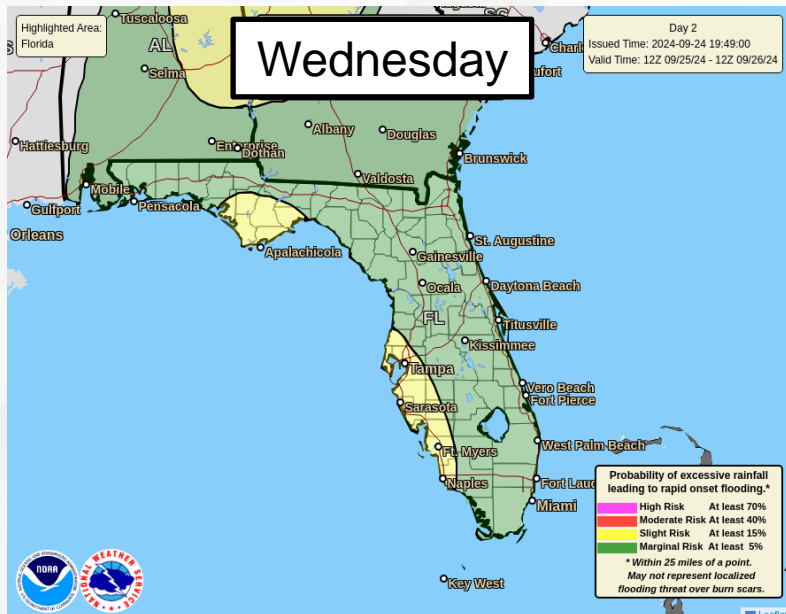 Highlighted Area:
Florida
Wednesday
Day 2
Issued Time: 2024-09-24 19:49:00
Valid Time: 12Z 09/25/24 - 12Z 09/26/24
Tuscaloosa
SC
AL
Selma
Albany
Douglas
Hattiesburg
Enterprise
Dothan
Brunswick
Valdosta
Mobile
Gulfport
Pensacola
Orleans
St. Augustine
Apalachicola
Gainesville
Ocala
Daytona Beach
FL
Titusville
Kissimmee
Tampa
Vero Beach
Fort Pierce
Sarasota
West Palm Beach
Ft. Myers
Naples
Fort Laud
Miami
Key West
Probability of excessive rainfall
leading to rapid onset flooding.*
High Risk At least 70%
Moderate Risk At least 40%
Slight Risk At least 15%
Marginal Risk At least 5%
* Within 25 miles of a point.
May not represent localized
flooding threat over burn scars.
NOAA
NATIONAL WEATHER SERVICE